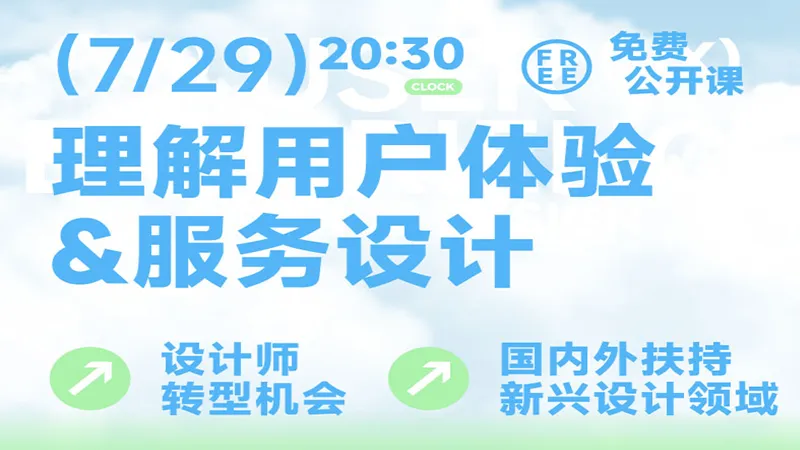 (7/29) 20:30
CLOCK
FREE
免费
公开课
理解用户体验
&服务设计
设计师
转型机会
国内外扶持
新兴设计领域